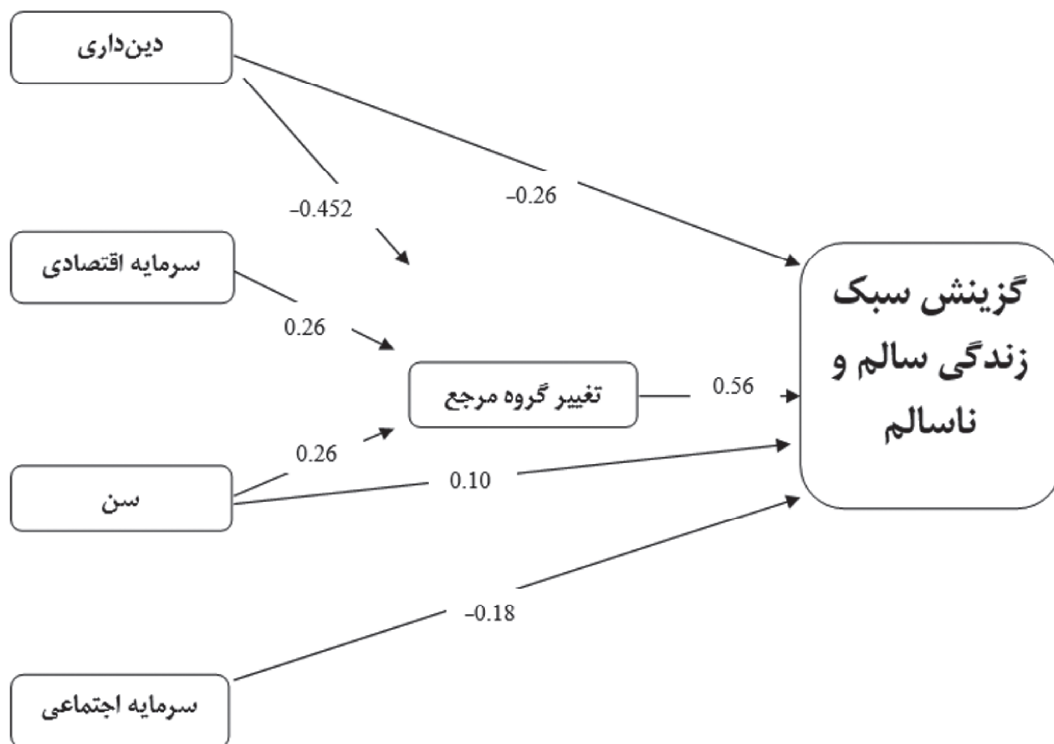 دین‌داری
−0.26
−0.452
سرمایه اقتصادی
0.26
گزینش سبک
زندگی سالم و
ناسالم
تغییر گروه مرجع
0.56
0.26
سن
0.10
−0.18
سرمایه اجتماعی